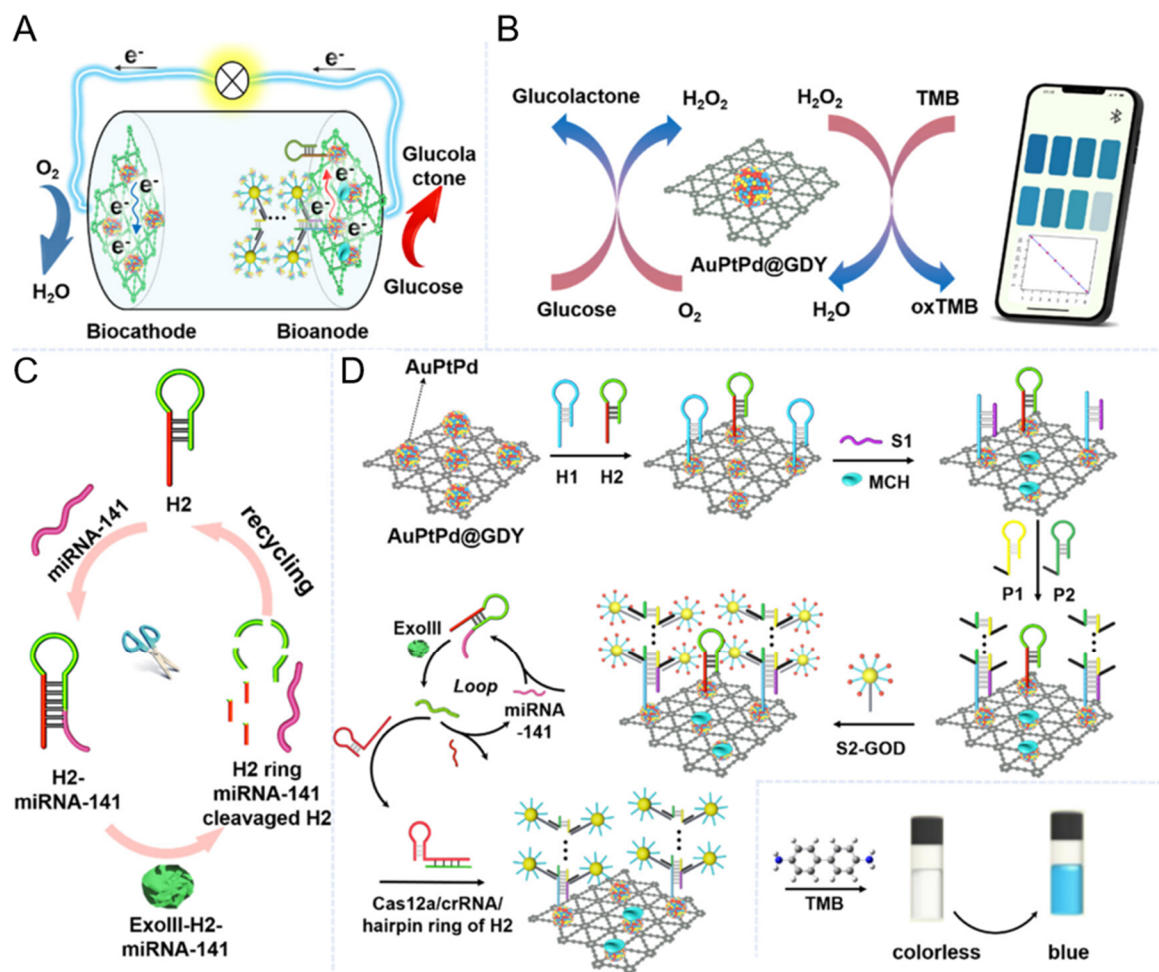 A
e⁻
e⁻
O₂
H₂O
e⁻
e⁻
e⁻
e⁻
e⁻
e⁻
Glucola
ctone
Glucose
Biocathode
Bioanode
B
Glucolactone
H₂O₂
H₂O₂
TMB
AuPtPd@GDY
Glucose
O₂
H₂O
oxTMB
C
H2
miRNA-141
recycling
H2-
miRNA-141
H2 ring
miRNA-141
cleavaged H2
ExoIII-H2-
miRNA-141
D
AuPtPd
AuPtPd@GDY
H1
H2
S1
MCH
P1
P2
S2-GOD
ExoIII
Loop
miRNA
-141
Cas12a/crRNA/
hairpin ring of H2
TMB
colorless
blue